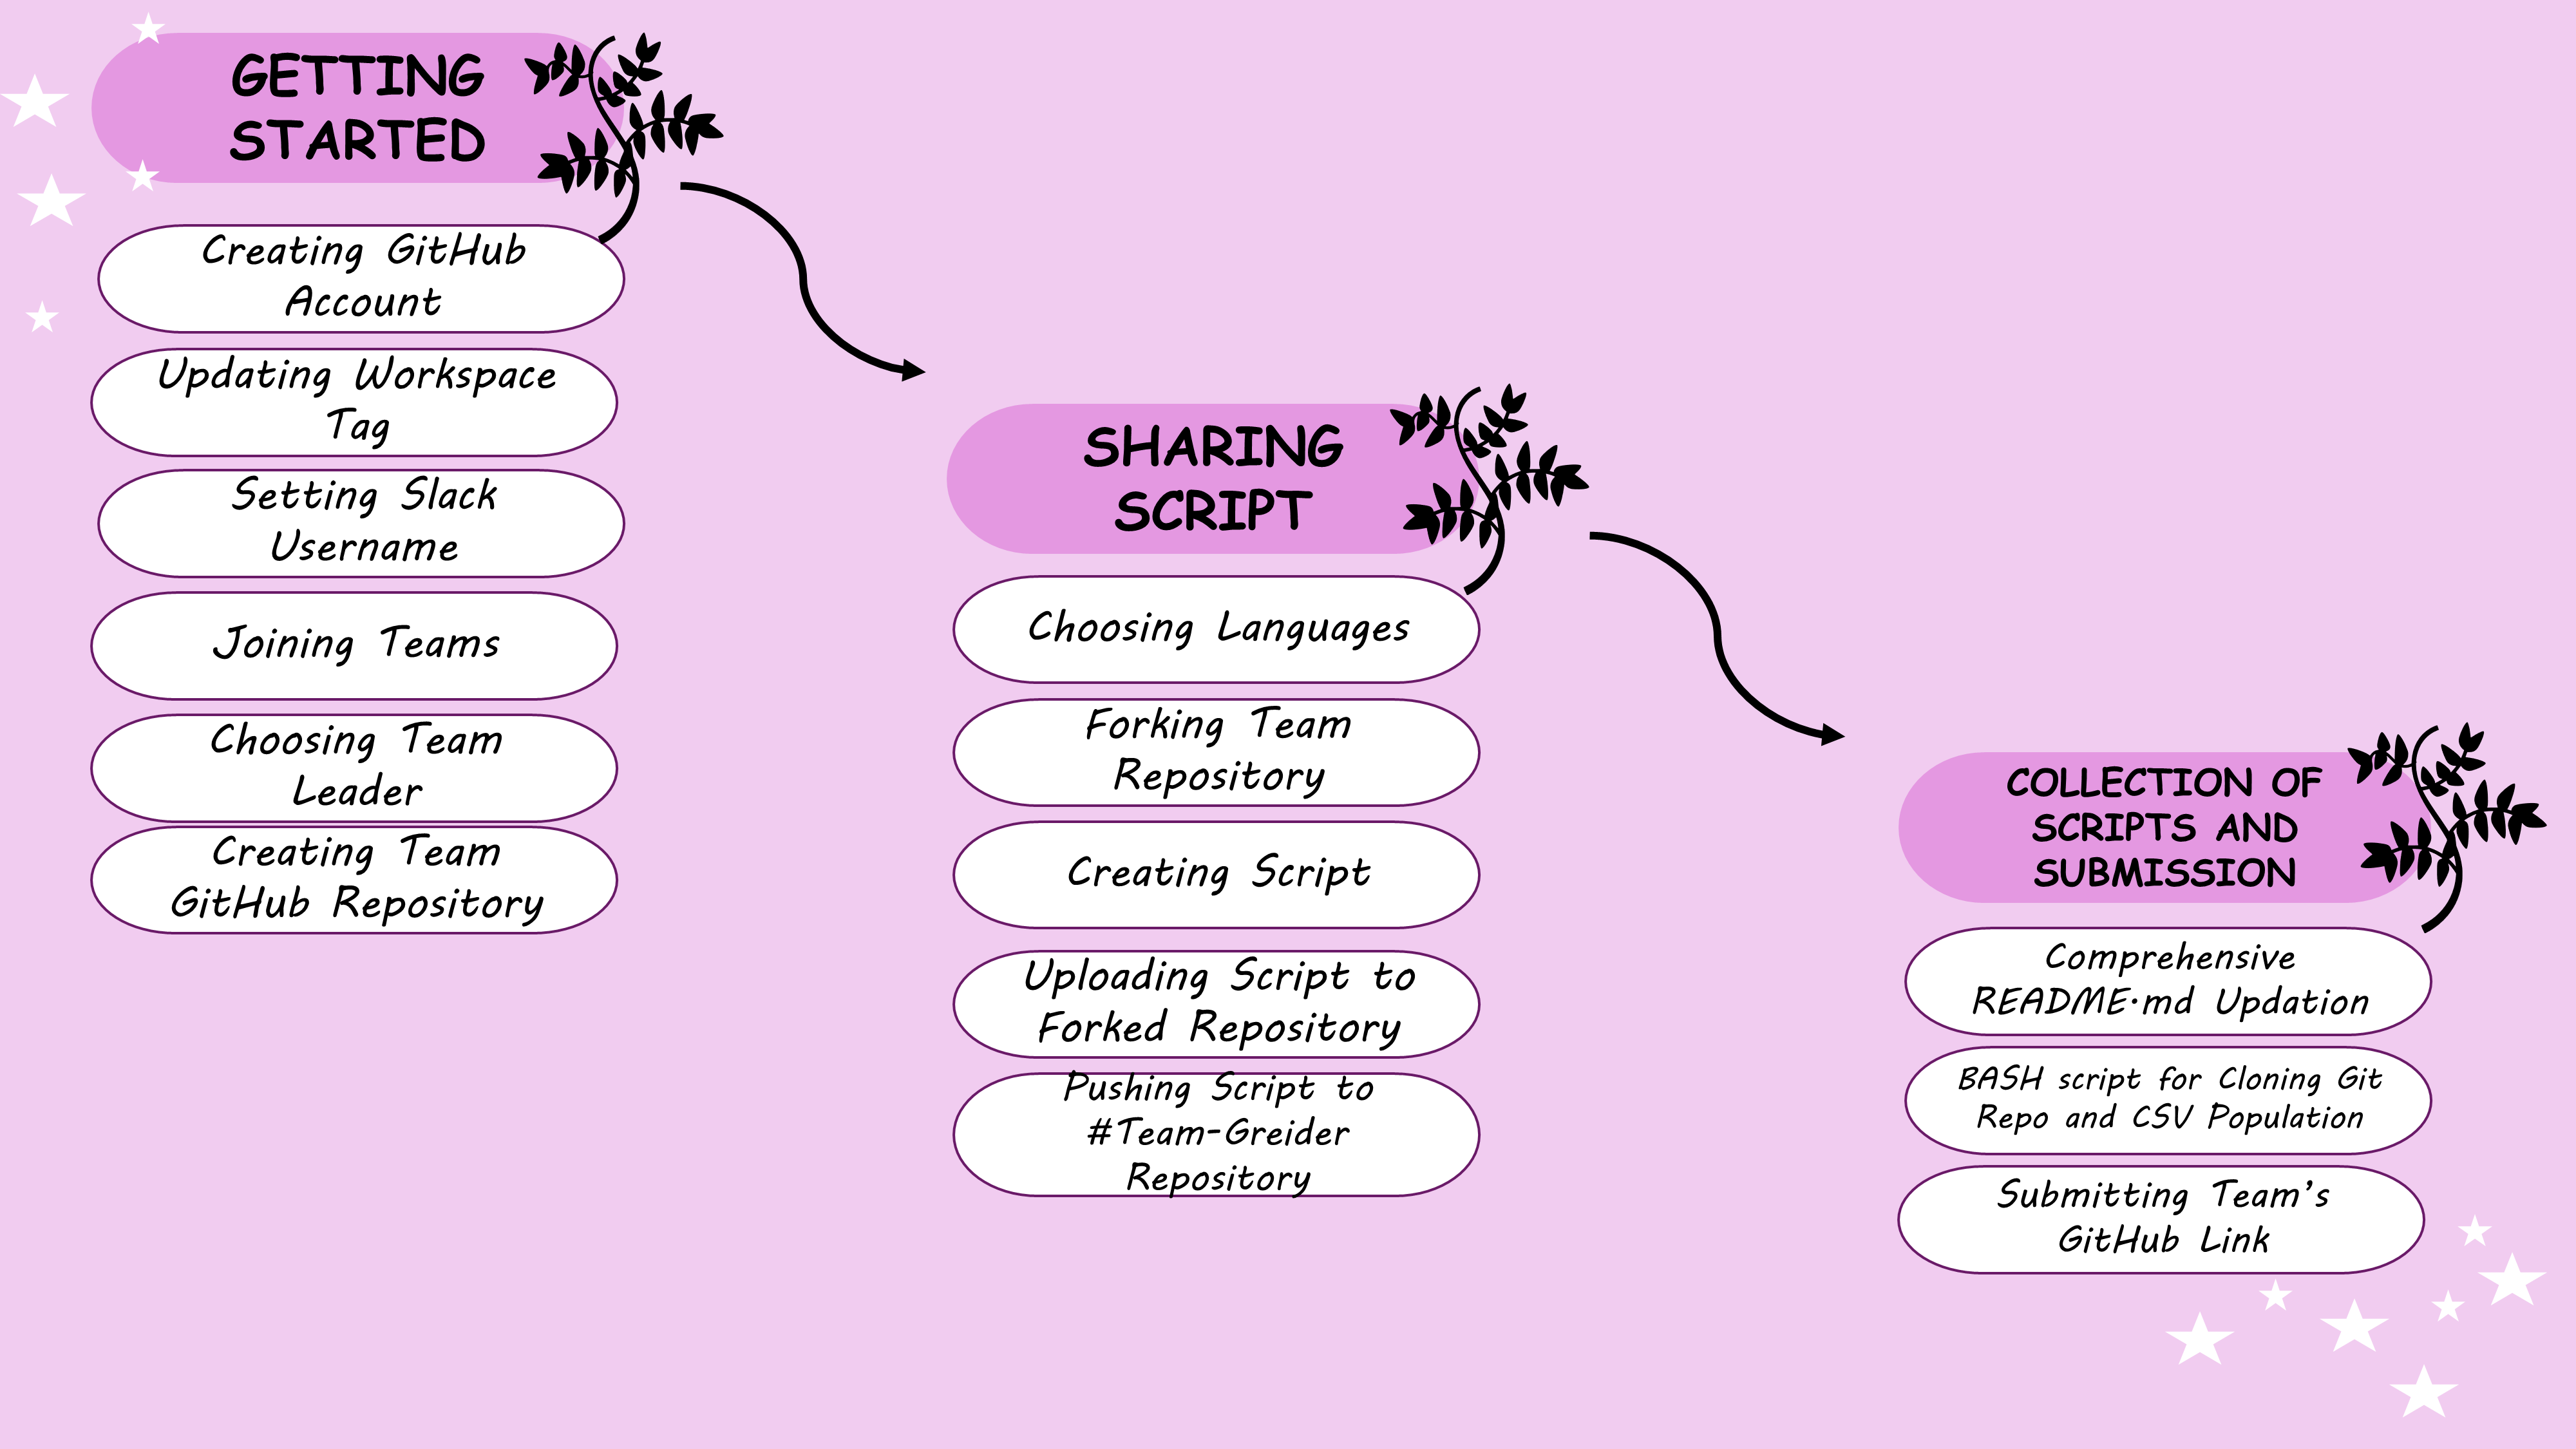 GETTING
STARTED
Creating GitHub
Account
Updating Workspace
Tag
Setting Slack
Username
Joining Teams
Choosing Team
Leader
Creating Team
GitHub Repository
SHARING
SCRIPT
Choosing Languages
Forking Team
Repository
Creating Script
Uploading Script to
Forked Repository
Pushing Script to
#Team-Greider
Repository
COLLECTION OF
SCRIPTS AND
SUBMISSION
Comprehensive
README.md Updation
BASH script for Cloning Git
Repo and CSV Population
Submitting Team's
GitHub Link